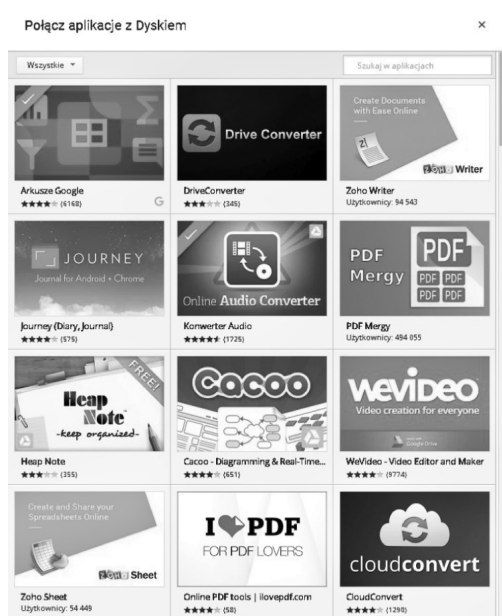 Połącz aplikacje z Dyskiem
×
Wszystkie
Szukaj w aplikacjach
Arkusze Google
(6168)
G
Drive Converter
DriveConverter
(345)
Create Documents
with Ease Online
ZOHO Writer
Zoho Writer
Użytkownicy: 94 543
JOURNEY
Journal for Android + Chrome
Journey (Diary, Journal)
(575)
Online Audio Converter
Konwerter Audio
(1725)
PDF
Mergy
PDF
PDF PDF
PDF PDF
PDF Mergy
Użytkownicy: 494 055
FREE!
Heap
Note
-keep organized-
Heap Note
(355)
Cacoo
Cacoo - Diagramming & Real-Time...
(651)
WeVideo
Video creation for everyone
Google Drive
WeVideo - Video Editor and Maker
(9774)
Create and Share your
Spreadsheets Online
ZOHO Sheet
Zoho Sheet
Użytkownicy: 54 449
I PDF
FOR PDF LOVERS
Online PDF tools | ilovepdf.com
(58)
cloudconvert
CloudConvert
(1290)